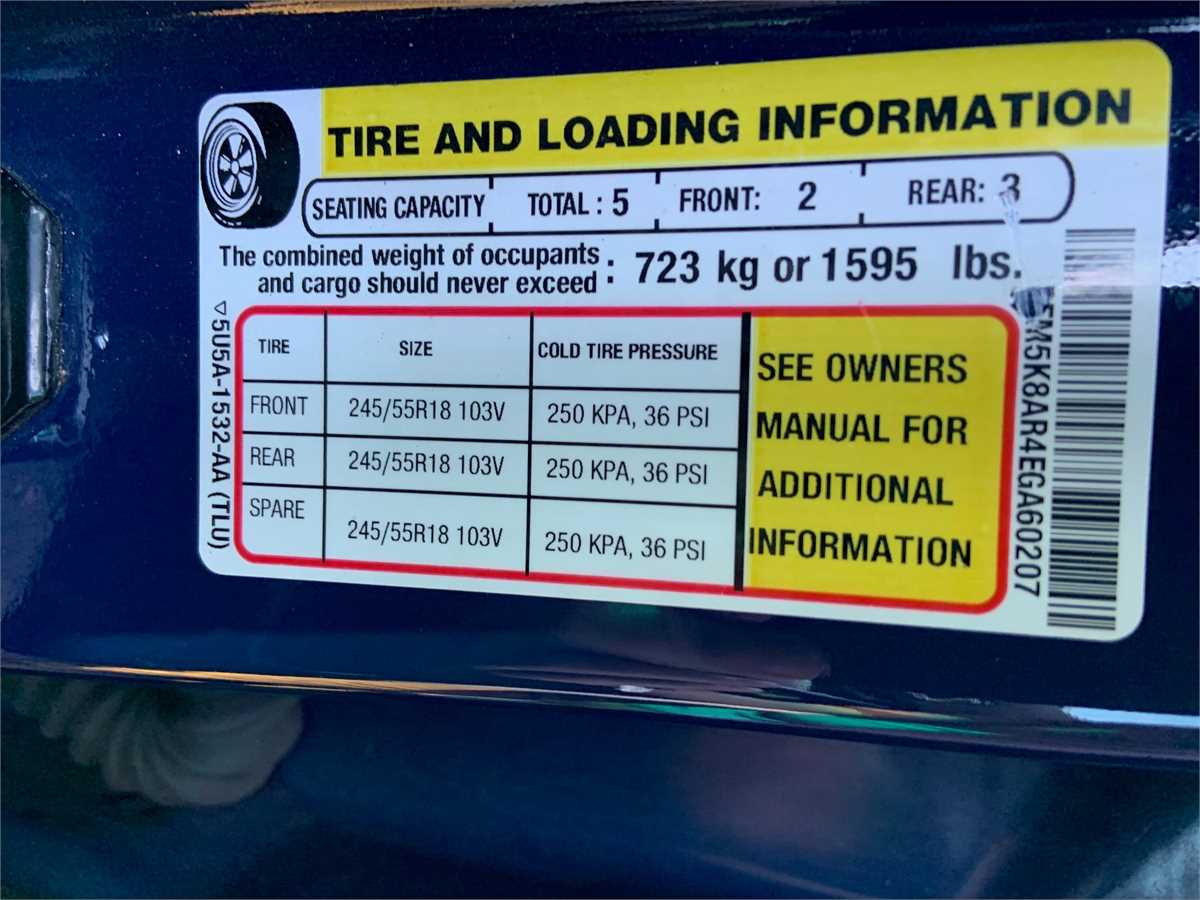 TIRE AND LOADING INFORMATION
SEATING CAPACITY TOTAL : 5 FRONT: 2 REAR: 3
The combined weight of occupants
and cargo should never exceed : 723 kg or 1595 lbs.
TIRE SIZE COLD TIRE PRESSURE
FRONT 245/55R18 103V 250 KPA, 36 PSI
REAR 245/55R18 103V 250 KPA, 36 PSI
SPARE 245/55R18 103V 250 KPA, 36 PSI
SEE OWNERS
MANUAL FOR
ADDITIONAL
INFORMATION
5U5A-1532-AA (TLU)
FM5K8AR4EGA60207